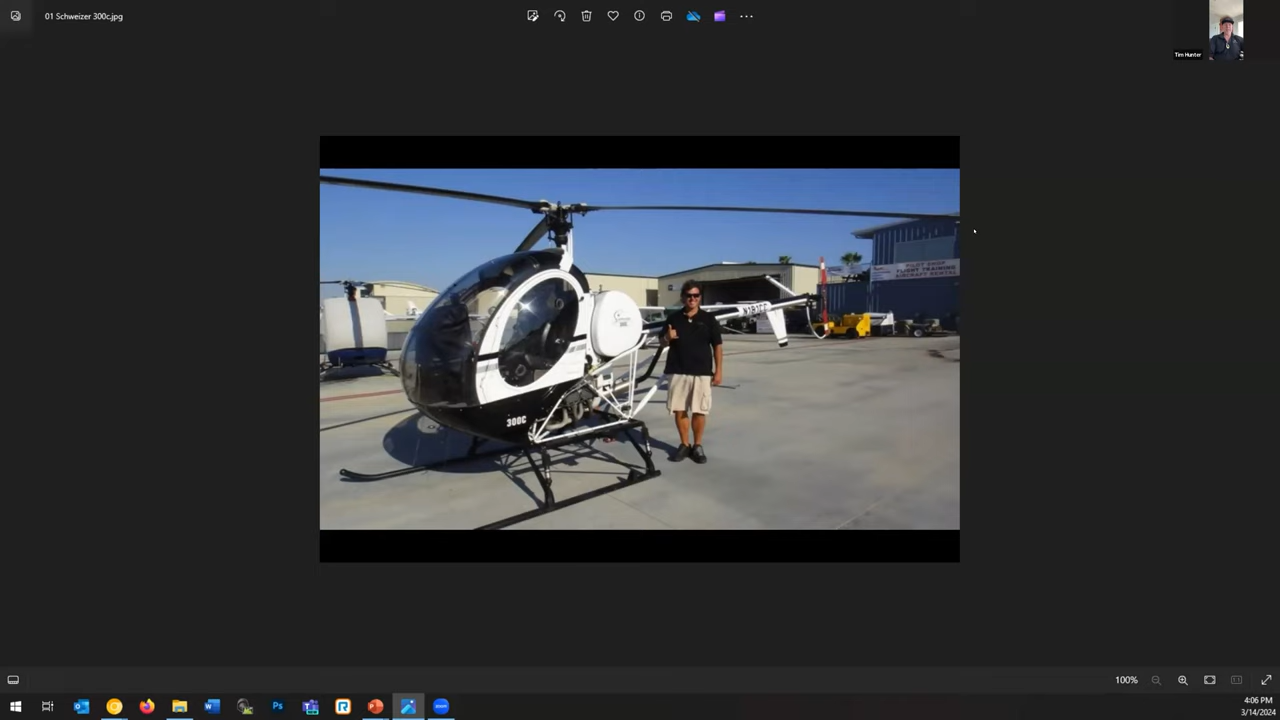 01 Schweizer 300c.jpg
Tim Hunter
PILOT SHOP
FLIGHT TRAINING
AIRCRAFT RENTAL
300C
100%
4:06 PM
3/14/2024